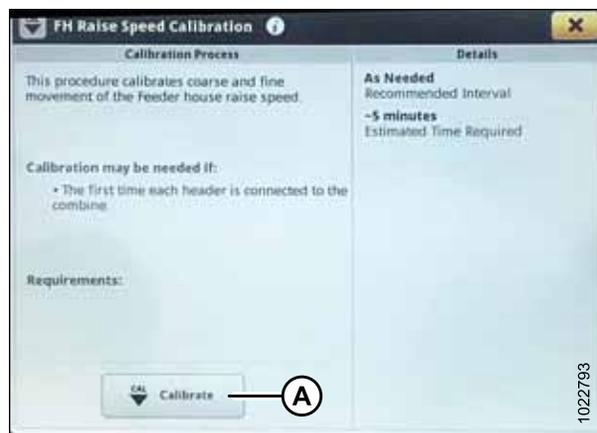 FH Raise Speed Calibration i
Calibration Process
This procedure calibrates coarse and fine
movement of the Feeder house raise speed.
Calibration may be needed if:
• The first time each header is connected to the
combine
Requirements:
CAL Calibrate
A
Details
As Needed
Recommended Interval
~5 minutes
Estimated Time Required
1022793